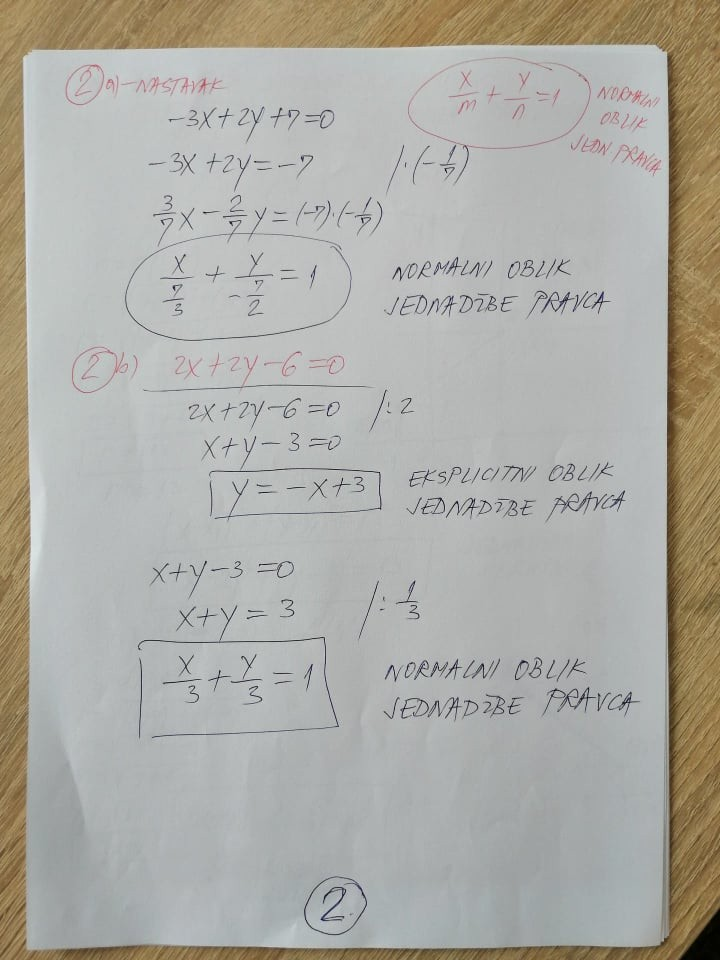 2 a) - NASTAVAK
x/m + y/n = 1 NORMALNI OBLIK JEDN PRAVCA
-3x + 2y + 7 = 0
-3x + 2y = -7 /·(-1/7)
3/7 x - 2/7 y = (-7)·(-1/7)
x/(7/3) + y/(-7/2) = 1 NORMALNI OBLIK
JEDNADŽBE PRAVCA
2 b) 2x + 2y - 6 = 0
2x + 2y - 6 = 0 /:2
x + y - 3 = 0
y = -x + 3 EKSPLICITNI OBLIK
JEDNADŽBE PRAVCA
x + y - 3 = 0
x + y = 3 /: 1/3
x/3 + y/3 = 1 NORMALNI OBLIK
JEDNADŽBE PRAVCA
2.